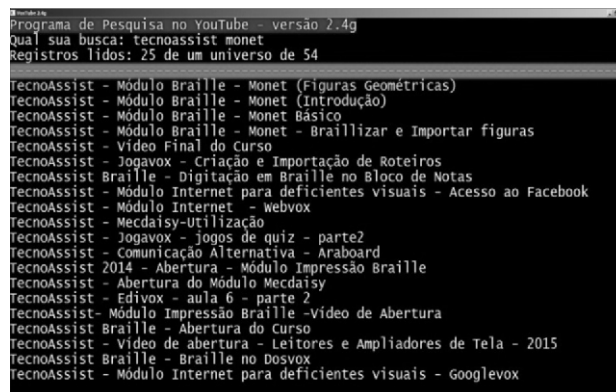 YouTube 2.4g
Programa de Pesquisa no YouTube - versão 2.4g
Qual sua busca: tecnoassist monet
Registros lidos: 25 de um universo de 54
TecnoAssist - Módulo Braille - Monet (Figuras Geométricas)
TecnoAssist - Módulo Braille - Monet (Introdução)
TecnoAssist - Módulo Braille - Monet Básico
TecnoAssist - Módulo Braille - Monet - Braillizar e Importar figuras
TecnoAssist - Vídeo Final do Curso
TecnoAssist - Jogavox - Criação e Importação de Roteiros
TecnoAssist Braille - Digitação em Braille no Bloco de Notas
TecnoAssist - Módulo Internet para deficientes visuais - Acesso ao Facebook
TecnoAssist - Módulo Internet - Webvox
TecnoAssist - Mecdaisy-Utilização
TecnoAssist - Jogavox - jogos de quiz - parte2
TecnoAssist - Comunicação Alternativa - Araboard
TecnoAssist 2014 - Abertura - Módulo Impressão Braille
TecnoAssist - Abertura do Módulo Mecdaisy
TecnoAssist - Edivox - aula 6 - parte 2
TecnoAssist- Módulo Impressão Braille -Vídeo de Abertura
TecnoAssist Braille - Abertura do Curso
TecnoAssist - Vídeo de abertura - Leitores e Ampliadores de Tela - 2015
TecnoAssist Braille - Braille no Dosvox
TecnoAssist - Módulo Internet para deficientes visuais - Googlevox